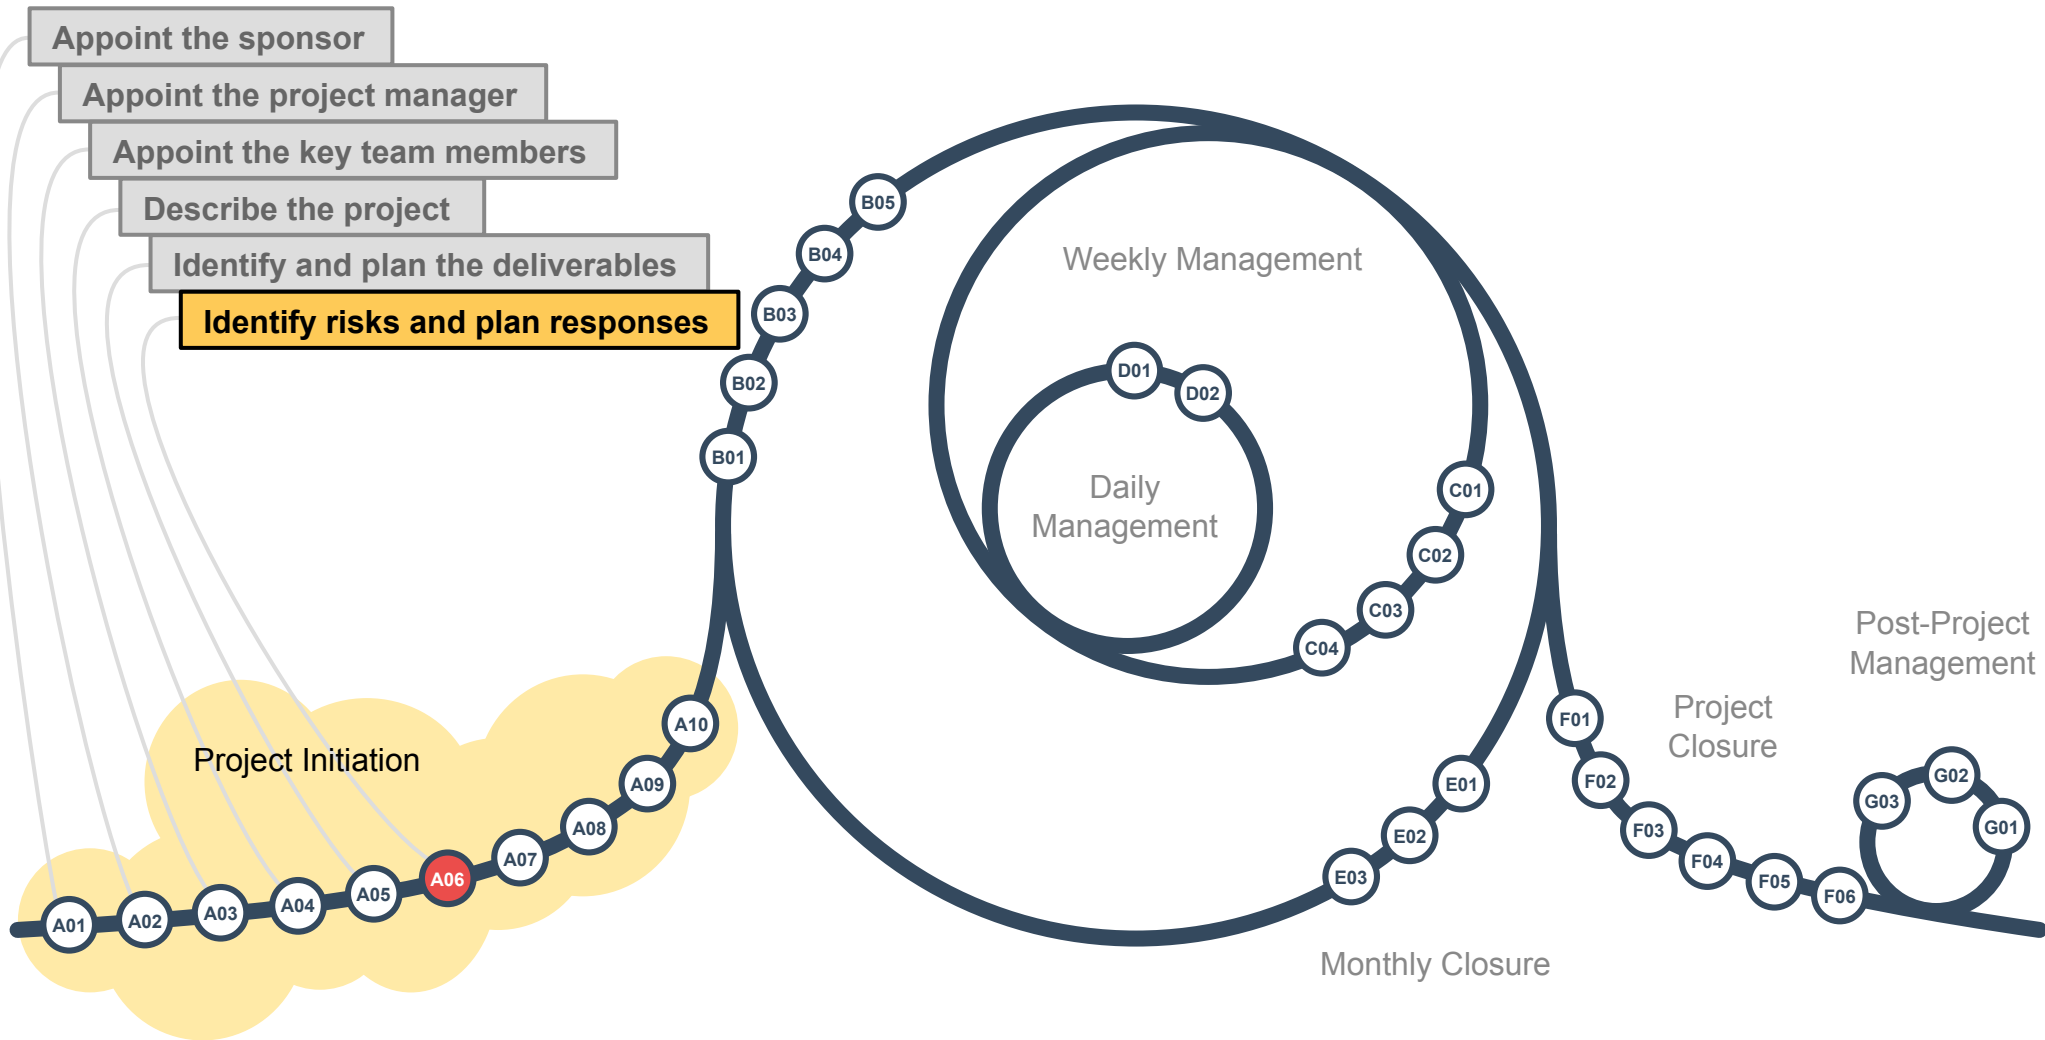 Appoint the sponsor
Appoint the project manager
Appoint the key team members
Describe the project
Identify and plan the deliverables
Identify risks and plan responses
B05
B04
B03
B02
B01
Weekly Management
D01
D02
Daily
Management
C01
C02
C03
C04
Project Initiation
A01
A02
A03
A04
A05
A06
A07
A08
A09
A10
E01
E02
E03
Monthly Closure
F01
F02
F03
F04
F05
F06
Project
Closure
Post-Project
Management
G03
G02
G01